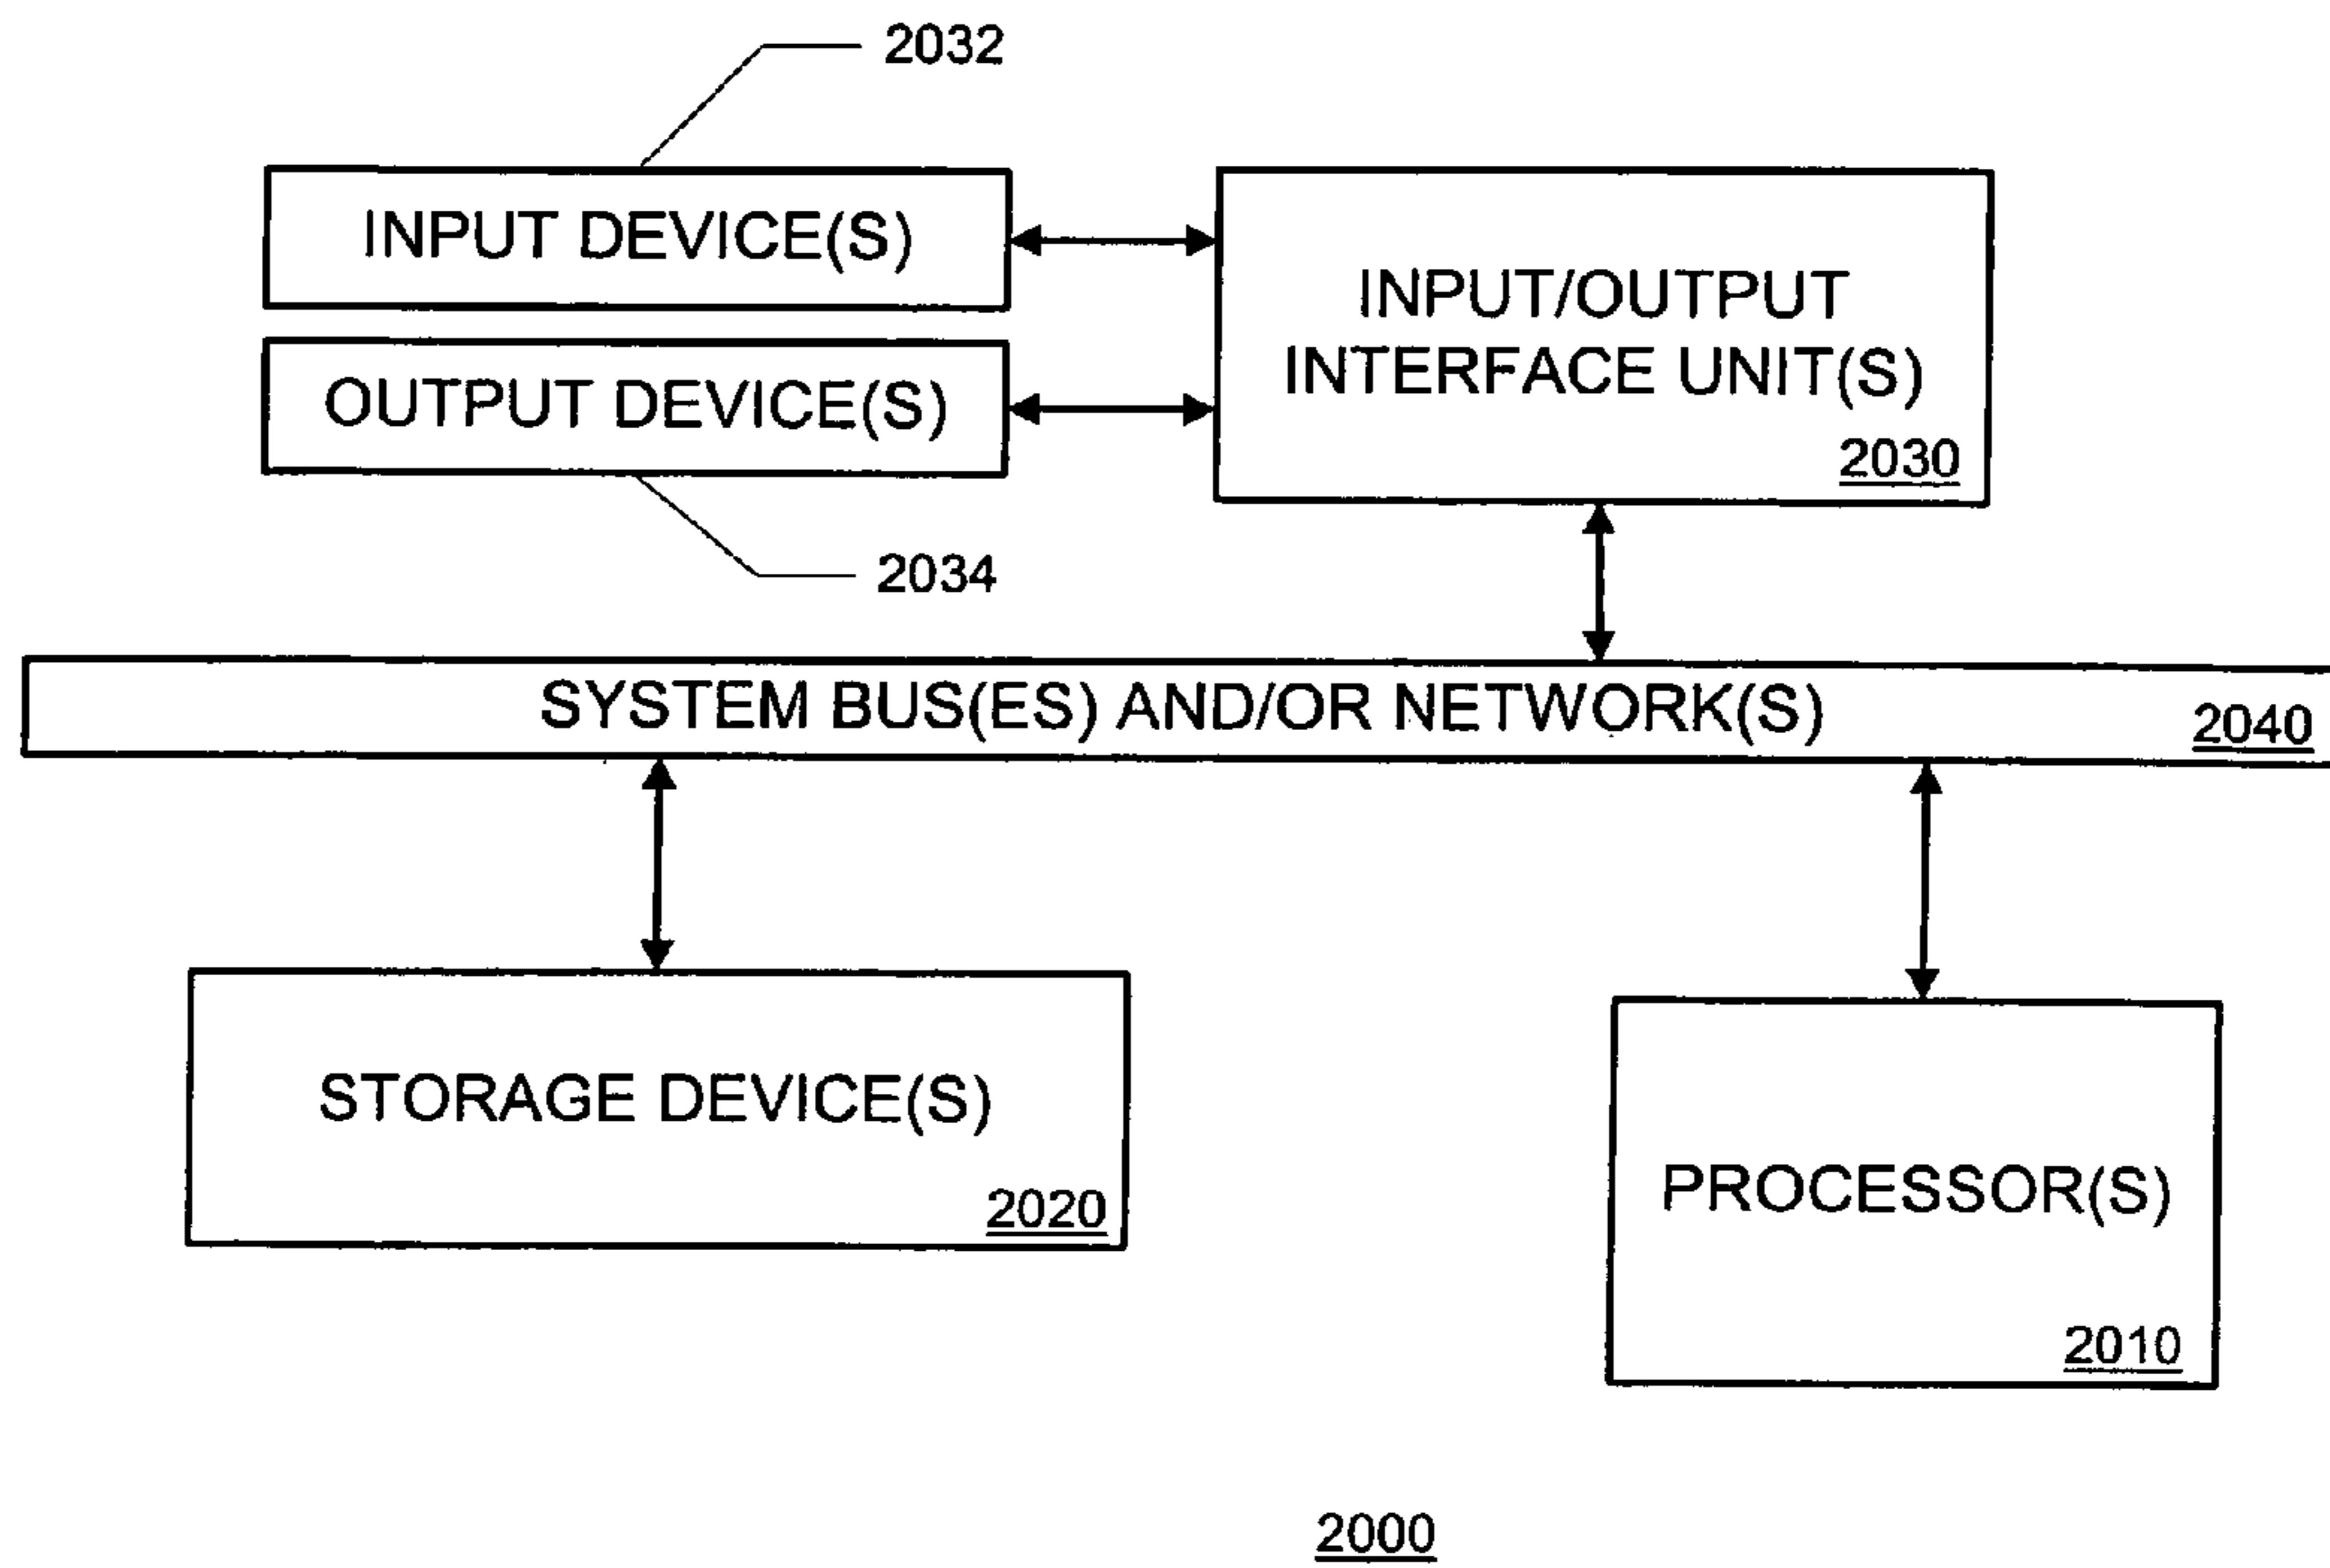 2032
INPUT DEVICE(S)
INPUT/OUTPUT
INTERFACE UNIT(S)
2030
OUTPUT DEVICE(S)
2034
SYSTEM BUS(ES) AND/OR NETWORK(S)
2040
STORAGE DEVICE(S)
2020
PROCESSOR(S)
2010
2000